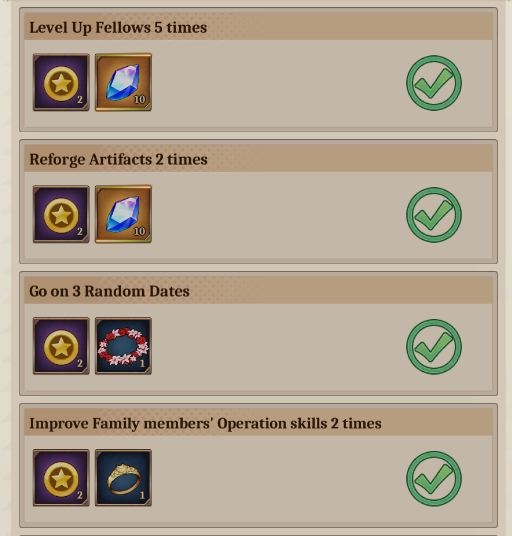 Level Up Fellows 5 times
2
10
Reforge Artifacts 2 times
2
10
Go on 3 Random Dates
2
1
Improve Family members' Operation skills 2 times
2
1